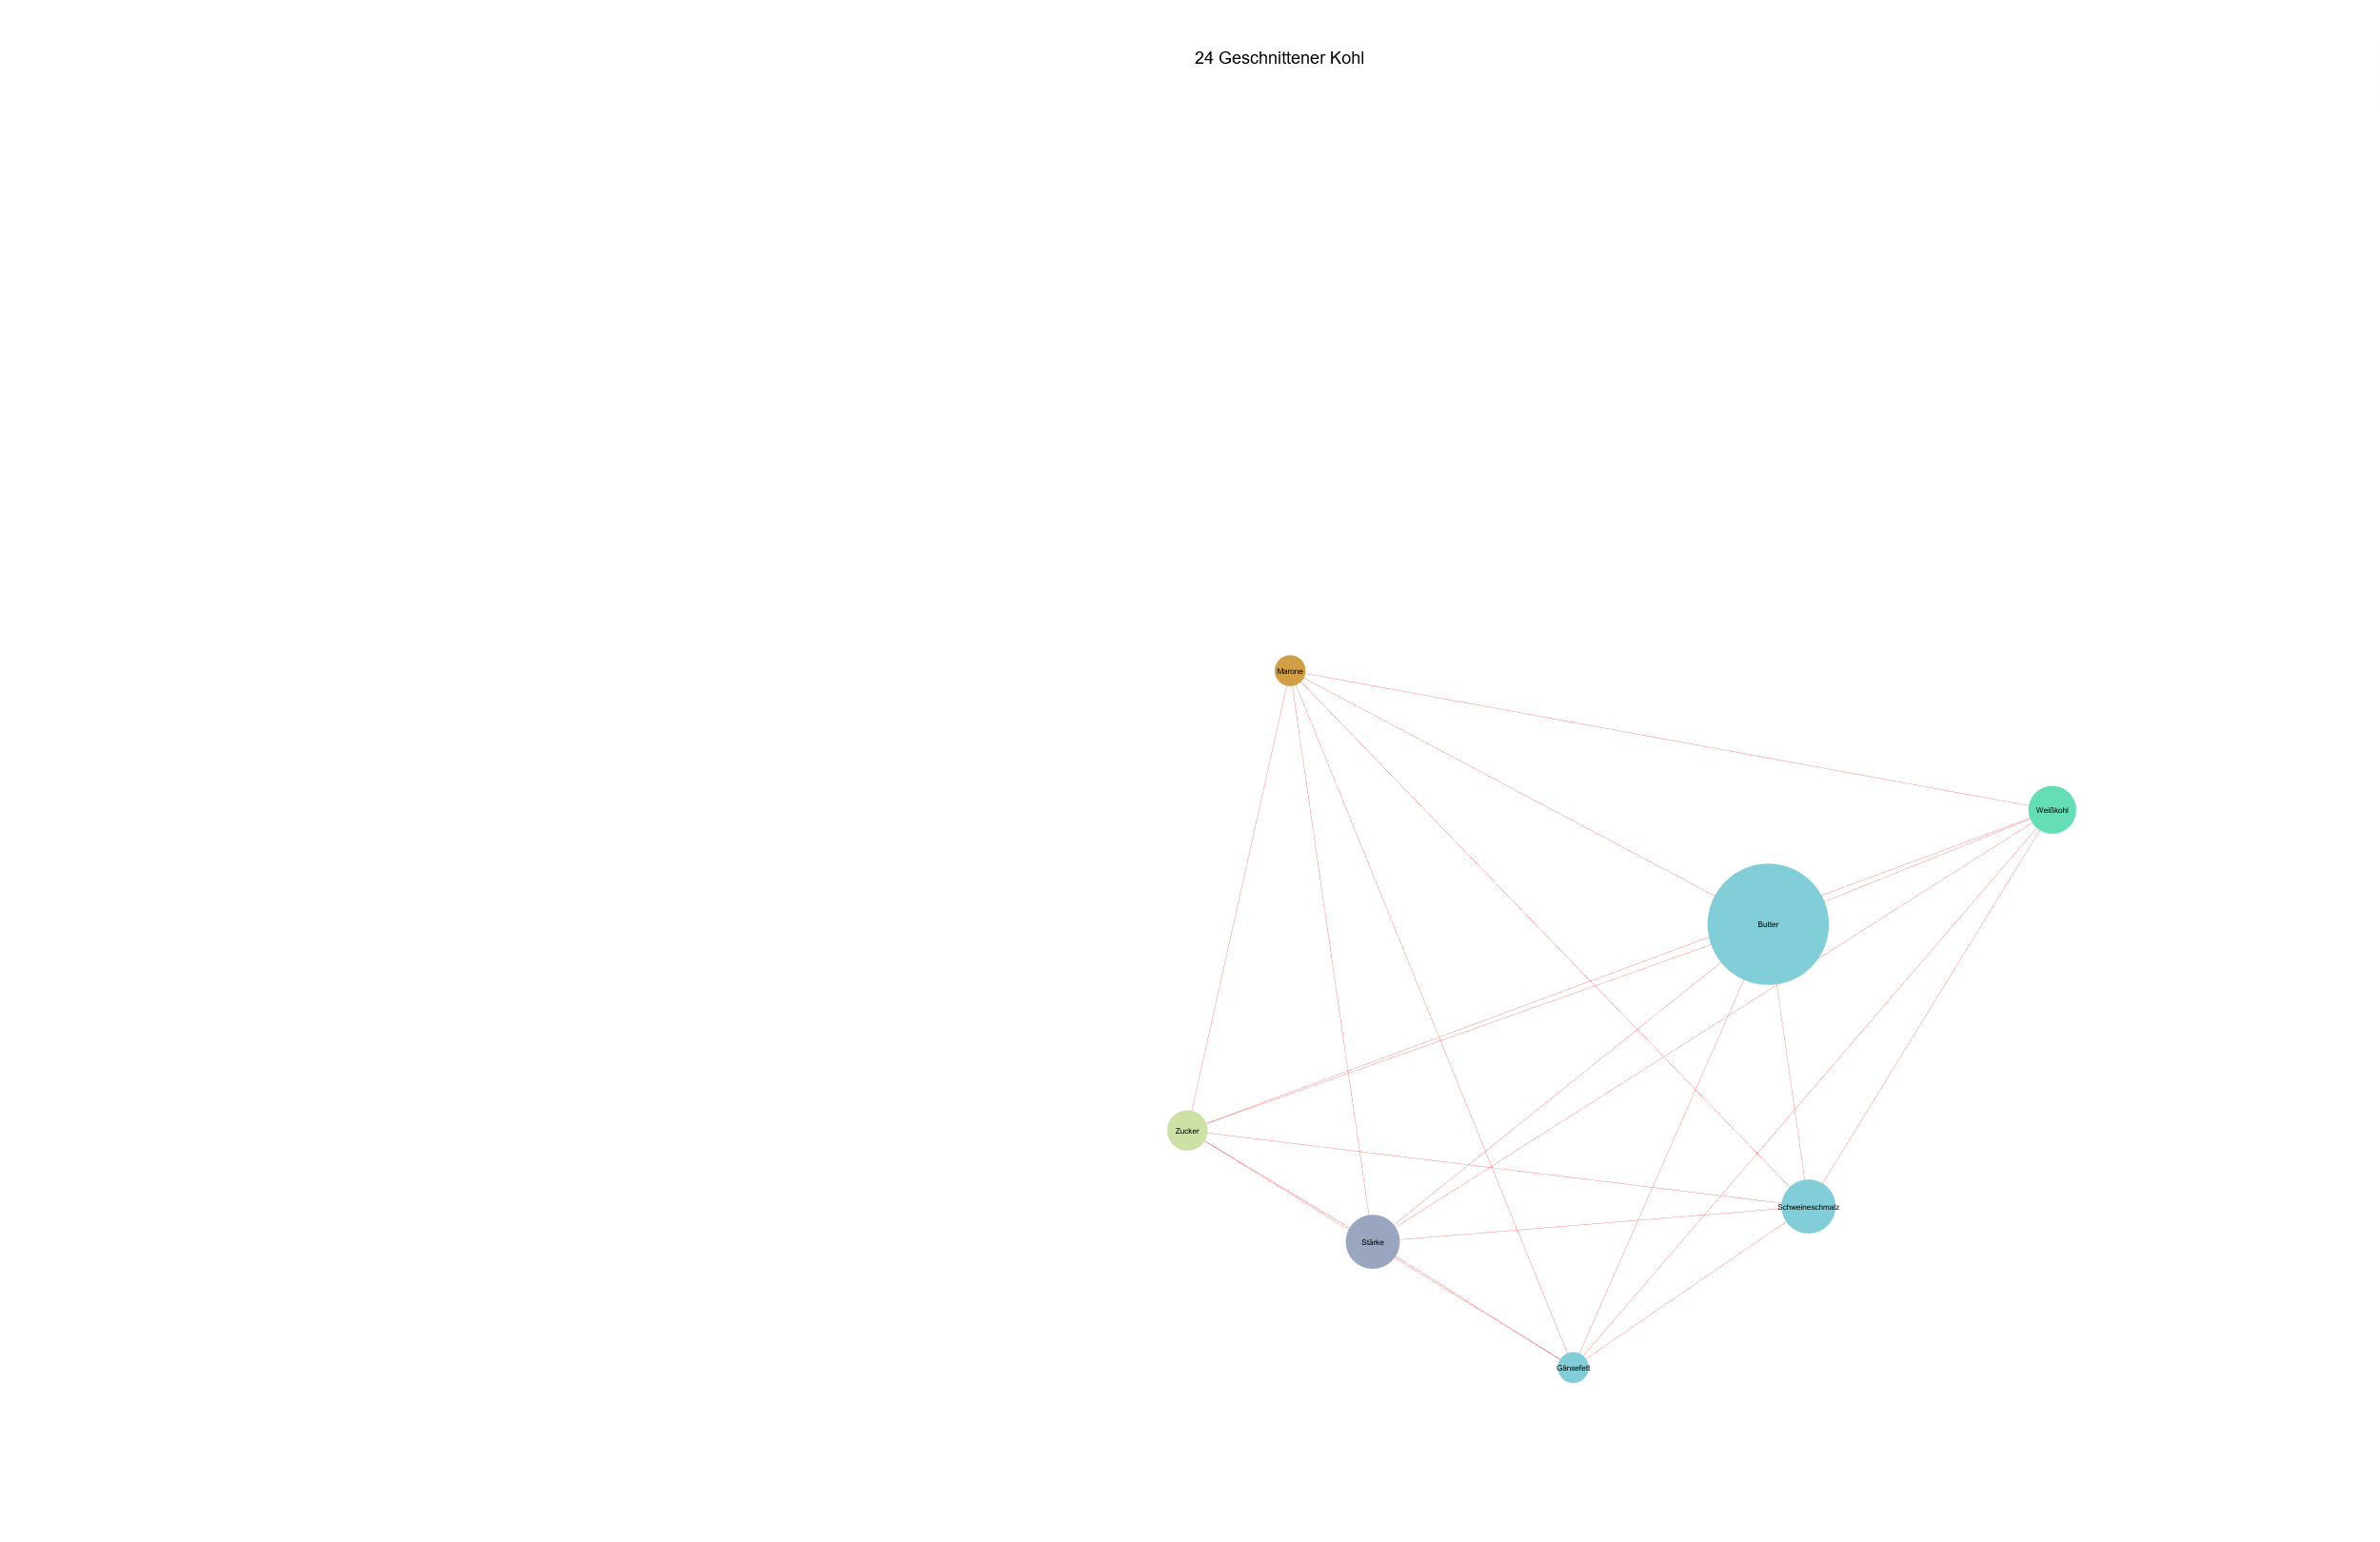 24 Geschnittener Kohl
Marone
Weißkohl
Butter
Zucker
Schweineschmalz
Stärke
Gänsefett